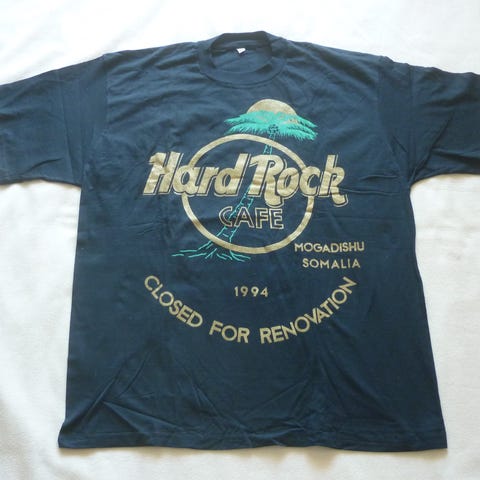 Hard Rock
CAFE
MOGADISHU
SOMALIA
1994
CLOSED FOR RENOVATION